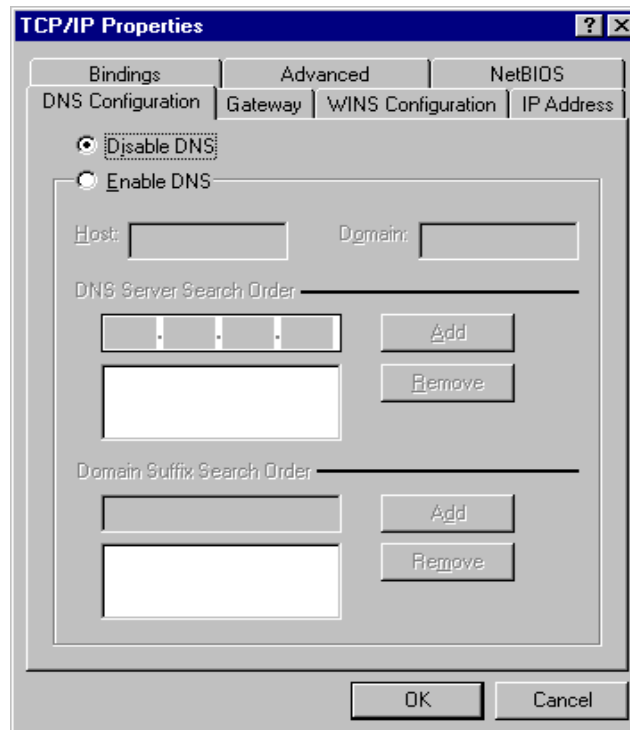 TCP/IP Properties
Bindings Advanced NetBIOS
DNS Configuration Gateway WINS Configuration IP Address
Disable DNS
Enable DNS
Host: Domain:
DNS Server Search Order
. . .
Add
Remove
Domain Suffix Search Order
Add
Remove
OK Cancel